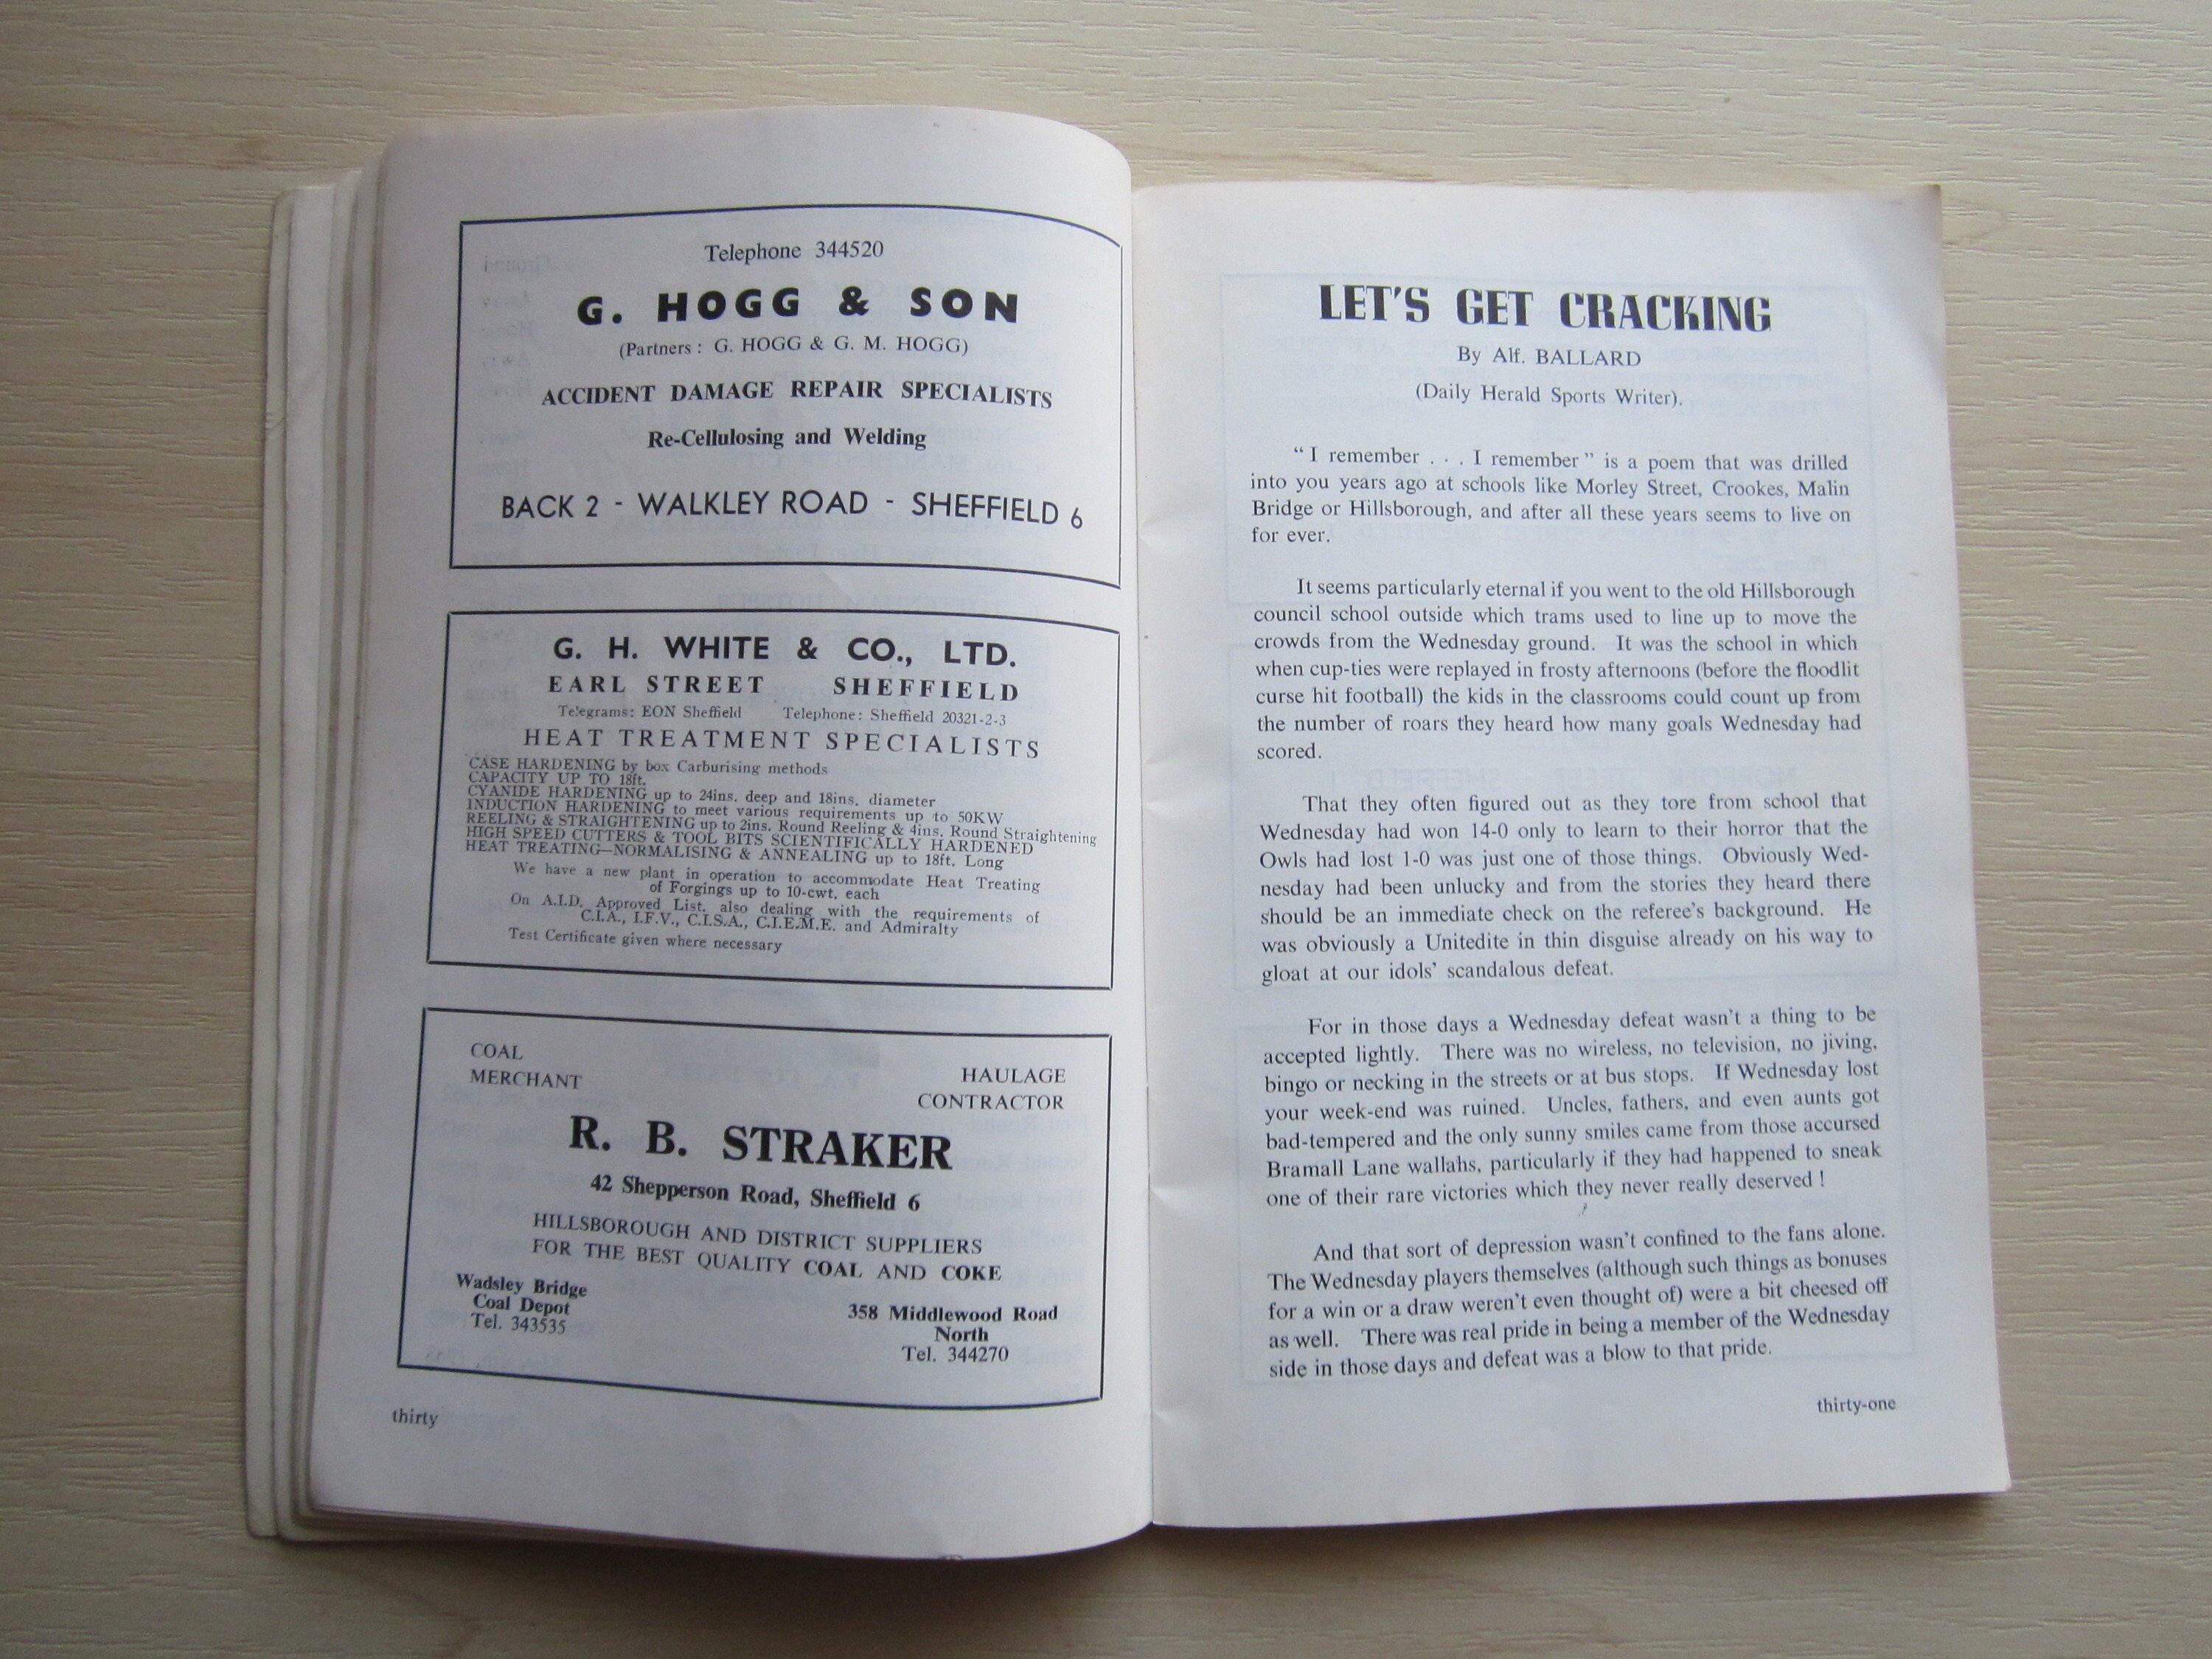 Telephone 344520
G. HOGG & SON
(Partners : G. HOGG & G. M. HOGG)
ACCIDENT DAMAGE REPAIR SPECIALISTS
Re-Cellulosing and Welding
BACK 2 - WALKLEY ROAD - SHEFFIELD 6
G. H. WHITE & CO., LTD.
EARL STREET SHEFFIELD
Telegrams: EON Sheffield Telephone: Sheffield 20321-2-3
HEAT TREATMENT SPECIALISTS
CASE HARDENING by box Carburising methods
CAPACITY UP TO 18ft.
CYANIDE HARDENING up to 24ins. deep and 18ins. diameter
INDUCTION HARDENING to meet various requirements up to 50KW
REELING & STRAIGHTENING up to 2ins. Round Reeling & 4ins. Round Straightening
HIGH SPEED CUTTERS & TOOL BITS SCIENTIFICALLY HARDENED
HEAT TREATING—NORMALISING & ANNEALING up to 18ft. Long
We have a new plant in operation to accommodate Heat Treating
of Forgings up to 10-cwt. each
On A.I.D. Approved List. also dealing with the requirements of
C.I.A., I.F.V., C.I.S.A., C.I.E.M.E. and Admiralty
Test Certificate given where necessary
COAL
MERCHANT
HAULAGE
CONTRACTOR
R. B. STRAKER
42 Shepperson Road, Sheffield 6
HILLSBOROUGH AND DISTRICT SUPPLIERS
FOR THE BEST QUALITY COAL AND COKE
Wadsley Bridge
Coal Depot
Tel. 343535
358 Middlewood Road
North
Tel. 344270
thirty
LET'S GET CRACKING
By Alf. BALLARD
(Daily Herald Sports Writer).
“ I remember . . . I remember ” is a poem that was drilled
into you years ago at schools like Morley Street, Crookes, Malin
Bridge or Hillsborough, and after all these years seems to live on
for ever.
It seems particularly eternal if you went to the old Hillsborough
council school outside which trams used to line up to move the
crowds from the Wednesday ground. It was the school in which
when cup-ties were replayed in frosty afternoons (before the floodlit
curse hit football) the kids in the classrooms could count up from
the number of roars they heard how many goals Wednesday had
scored.
That they often figured out as they tore from school that
Wednesday had won 14-0 only to learn to their horror that the
Owls had lost 1-0 was just one of those things. Obviously Wed-
nesday had been unlucky and from the stories they heard there
should be an immediate check on the referee's background. He
was obviously a Unitedite in thin disguise already on his way to
gloat at our idols' scandalous defeat.
For in those days a Wednesday defeat wasn't a thing to be
accepted lightly. There was no wireless, no television, no jiving,
bingo or necking in the streets or at bus stops. If Wednesday lost
your week-end was ruined. Uncles, fathers, and even aunts got
bad-tempered and the only sunny smiles came from those accursed
Bramall Lane wallahs, particularly if they had happened to sneak
one of their rare victories which they never really deserved !
And that sort of depression wasn't confined to the fans alone.
The Wednesday players themselves (although such things as bonuses
for a win or a draw weren't even thought of) were a bit cheesed off
as well. There was real pride in being a member of the Wednesday
side in those days and defeat was a blow to that pride.
thirty-one